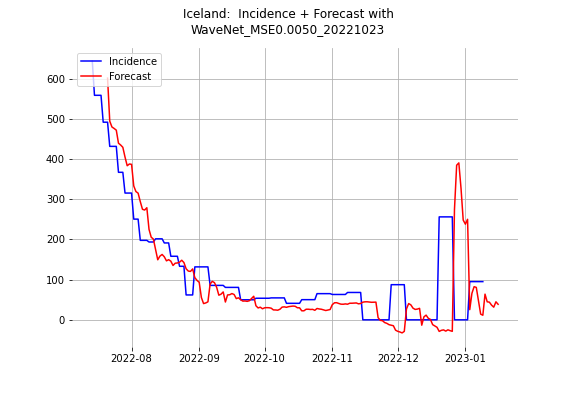 Iceland:  Incidence + Forecast with
WaveNet_MSE0.0050_20221023
Incidence
Forecast
600
500
400
300
200
100
0
2022-08 2022-09 2022-10 2022-11 2022-12 2023-01